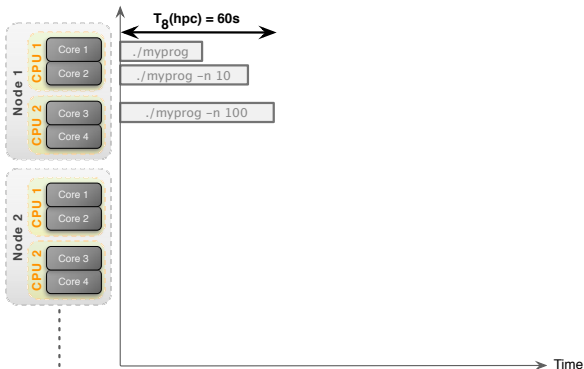 T8(hpc) = 60s
Node 1
CPU 1
Core 1
Core 2
CPU 2
Core 3
Core 4
./myprog
./myprog -n 10
./myprog -n 100
Node 2
CPU 1
Core 1
Core 2
CPU 2
Core 3
Core 4
Time